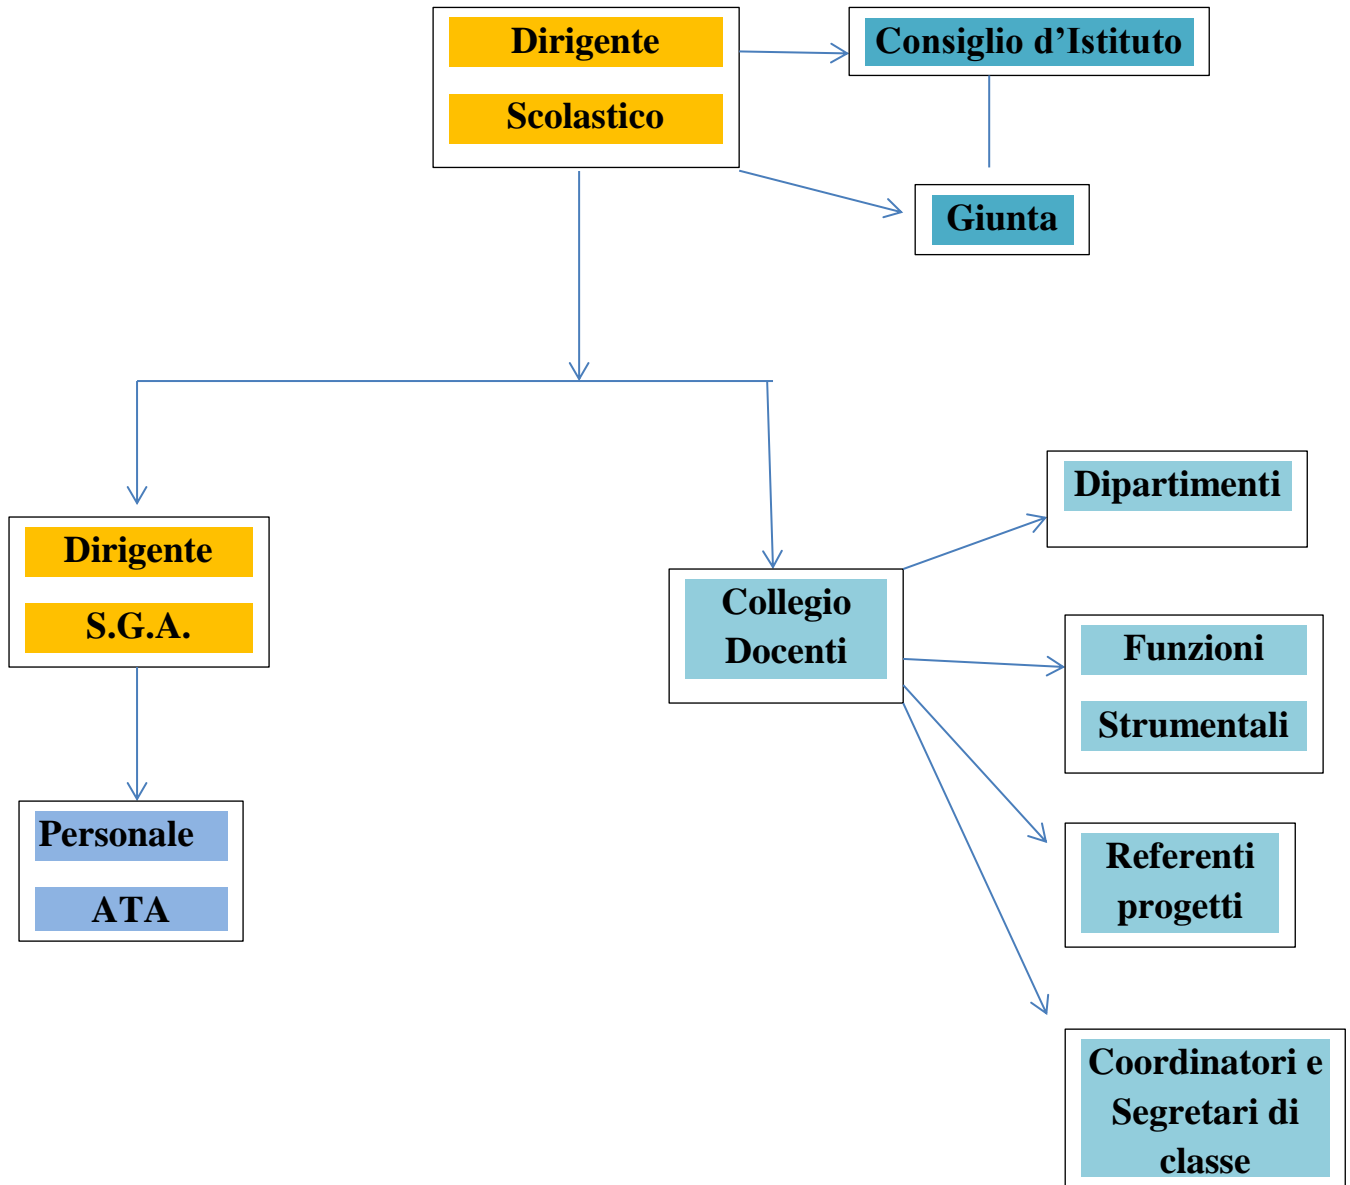 Dirigente
Scolastico
Consiglio d’Istituto
Giunta
Dirigente
S.G.A.
Personale
ATA
Collegio
Docenti
Dipartimenti
Funzioni
Strumentali
Referenti
progetti
Coordinatori e
Segretari di
classe